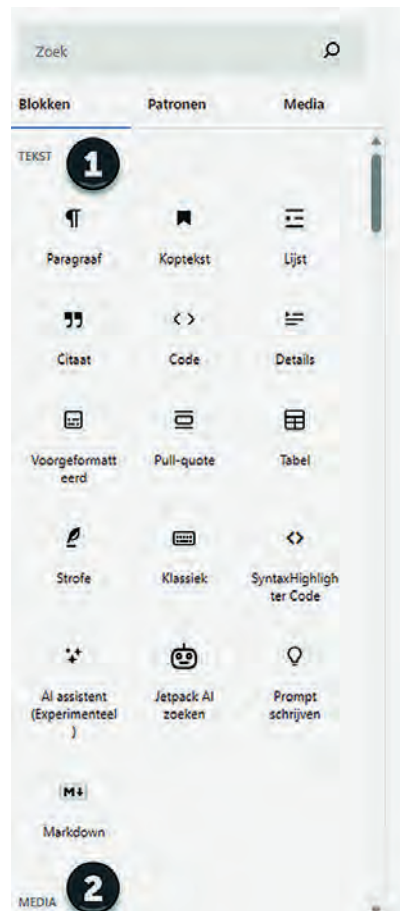 Zoek
Blokken Patronen Media
TEKST 1
Paragraaf Koptekst Lijst
Citaat Code Details
Voorgeformatt
eerd
Pull-quote Tabel
Strofe Klassiek SyntaxHighligh
ter Code
AI assistent
(Experimenteel
)
Jetpack AI
zoeken
Prompt
schrijven
M↓
Markdown
MEDIA 2